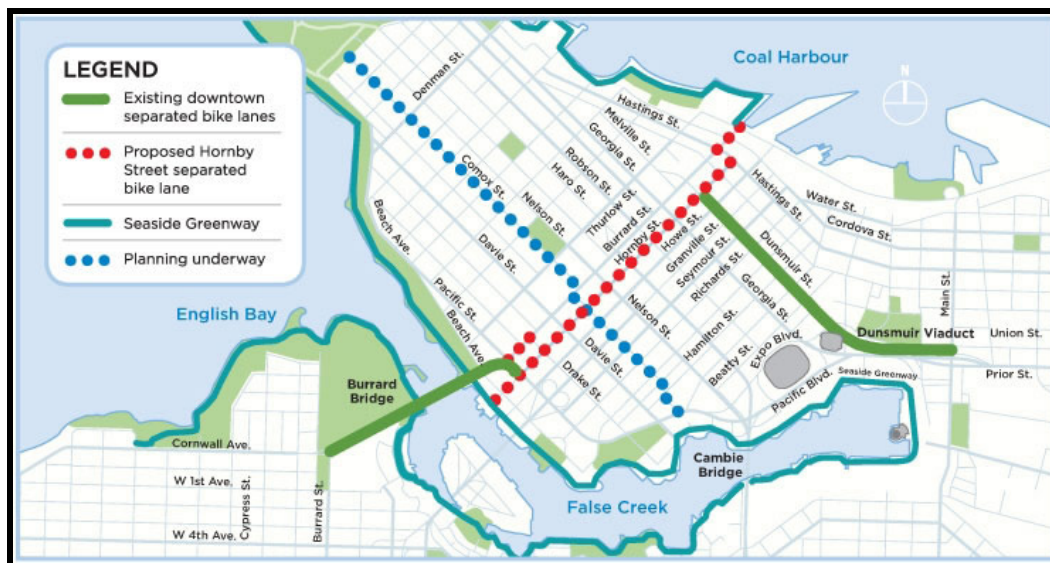 LEGEND
Existing downtown
separated bike lanes
Proposed Hornby
Street separated
bike lane
Seaside Greenway
Planning underway
Coal Harbour
N
Denman St.
Hastings St.
Melville St.
Georgia St.
Robson St.
Haro St.
Comox St.
Nelson St.
Thurlow St.
Burrard St.
Hornby St.
Howe St.
Granville St.
Seymour St.
Richards St.
Hastings St.
Water St.
Cordova St.
Dunsmuir St.
Beach Ave.
Davie St.
Pacific St.
Beach Ave.
English Bay
Georgia St.
Main St.
Nelson St.
Hamilton St.
Dunsmuir Viaduct
Union St.
Expo Blvd.
Beatty St.
Davie St.
Drake St.
Prior St.
Pacific Blvd.
Seaside Greenway
Burrard
Bridge
Cornwall Ave.
Cambie
Bridge
W 1st Ave.
Cypress St.
Burrard St.
False Creek
W 4th Ave.